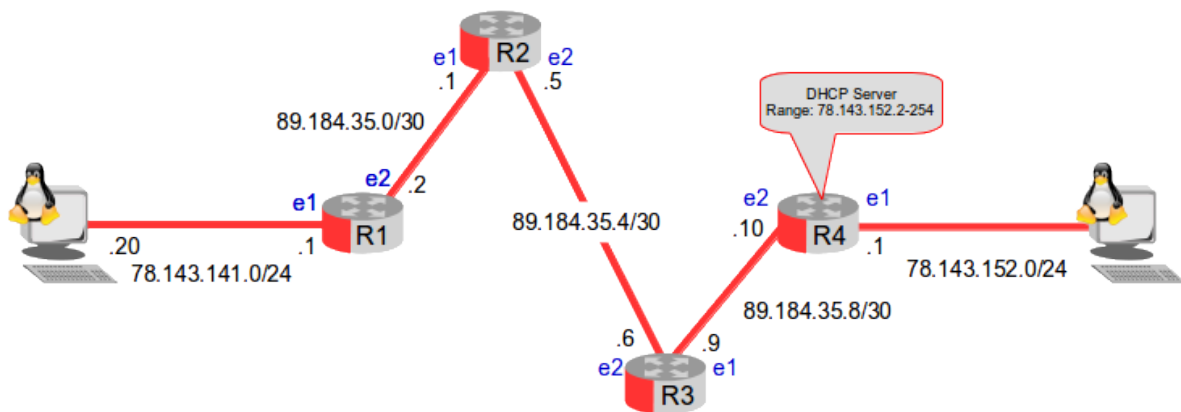 e1
R2
e2
.1
.5
DHCP Server
Range: 78.143.152.2-254
89.184.35.0/30
e2
.2
e1
R1
.20
.1
78.143.141.0/24
89.184.35.4/30
e2
e1
.10
R4
.1
78.143.152.0/24
89.184.35.8/30
.6
.9
e2
R3
e1